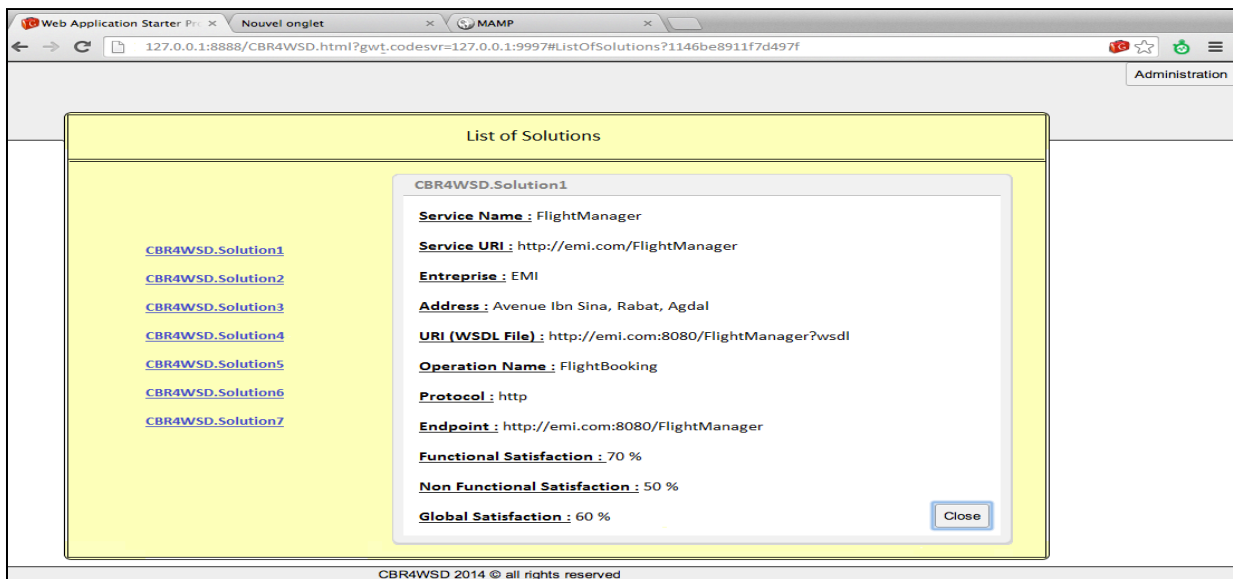 Web Application Starter Pr
Nouvel onglet
MAMP
127.0.0.1:8888/CBR4WSD.html?gwt.codesvr=127.0.0.1:9997#ListOfSolutions?1146be8911f7d497f
Administration
List of Solutions
CBR4WSD.Solution1
CBR4WSD.Solution2
CBR4WSD.Solution3
CBR4WSD.Solution4
CBR4WSD.Solution5
CBR4WSD.Solution6
CBR4WSD.Solution7
CBR4WSD.Solution1
Service Name : FlightManager
Service URI : http://emi.com/FlightManager
Entreprise : EMI
Address : Avenue Ibn Sina, Rabat, Agdal
URI (WSDL File) : http://emi.com:8080/FlightManager?wsdl
Operation Name : FlightBooking
Protocol : http
Endpoint : http://emi.com:8080/FlightManager
Functional Satisfaction : 70 %
Non Functional Satisfaction : 50 %
Global Satisfaction : 60 %
Close
CBR4WSD 2014 © all rights reserved